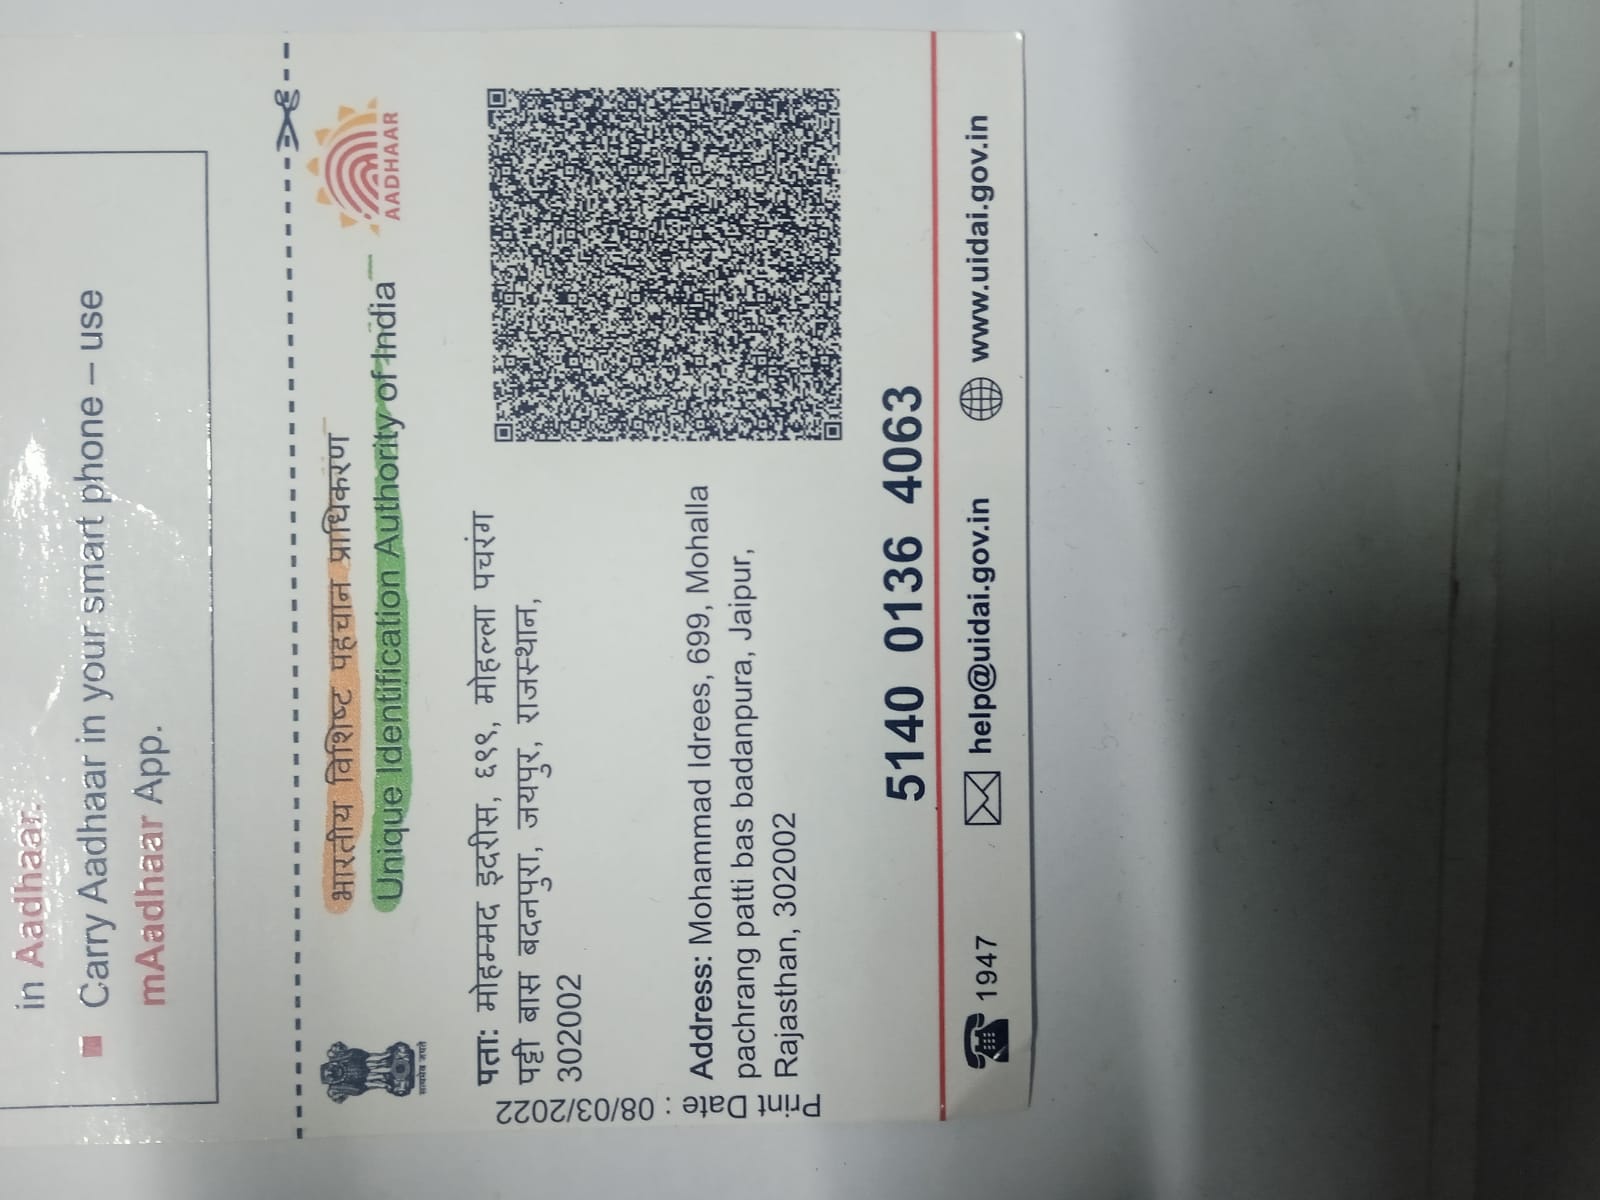 in Aadhaar.
Carry Aadhaar in your smart phone – use
mAadhaar App.
भारतीय विशिष्ट पहचान प्राधिकरण
Unique Identification Authority of India
AADHAAR
सत्यमेव जयते
पता: मोहम्मद इदरीस, ६९९, मोहल्ला पचरंग
पट्टी बास बदनपुरा, जयपुर, राजस्थान,
302002
Address: Mohammad Idrees, 699, Mohalla
pachrang patti bas badanpura, Jaipur,
Rajasthan, 302002
Print Date : 08/03/2022
5140 0136 4063
1947
help@uidai.gov.in
www.uidai.gov.in